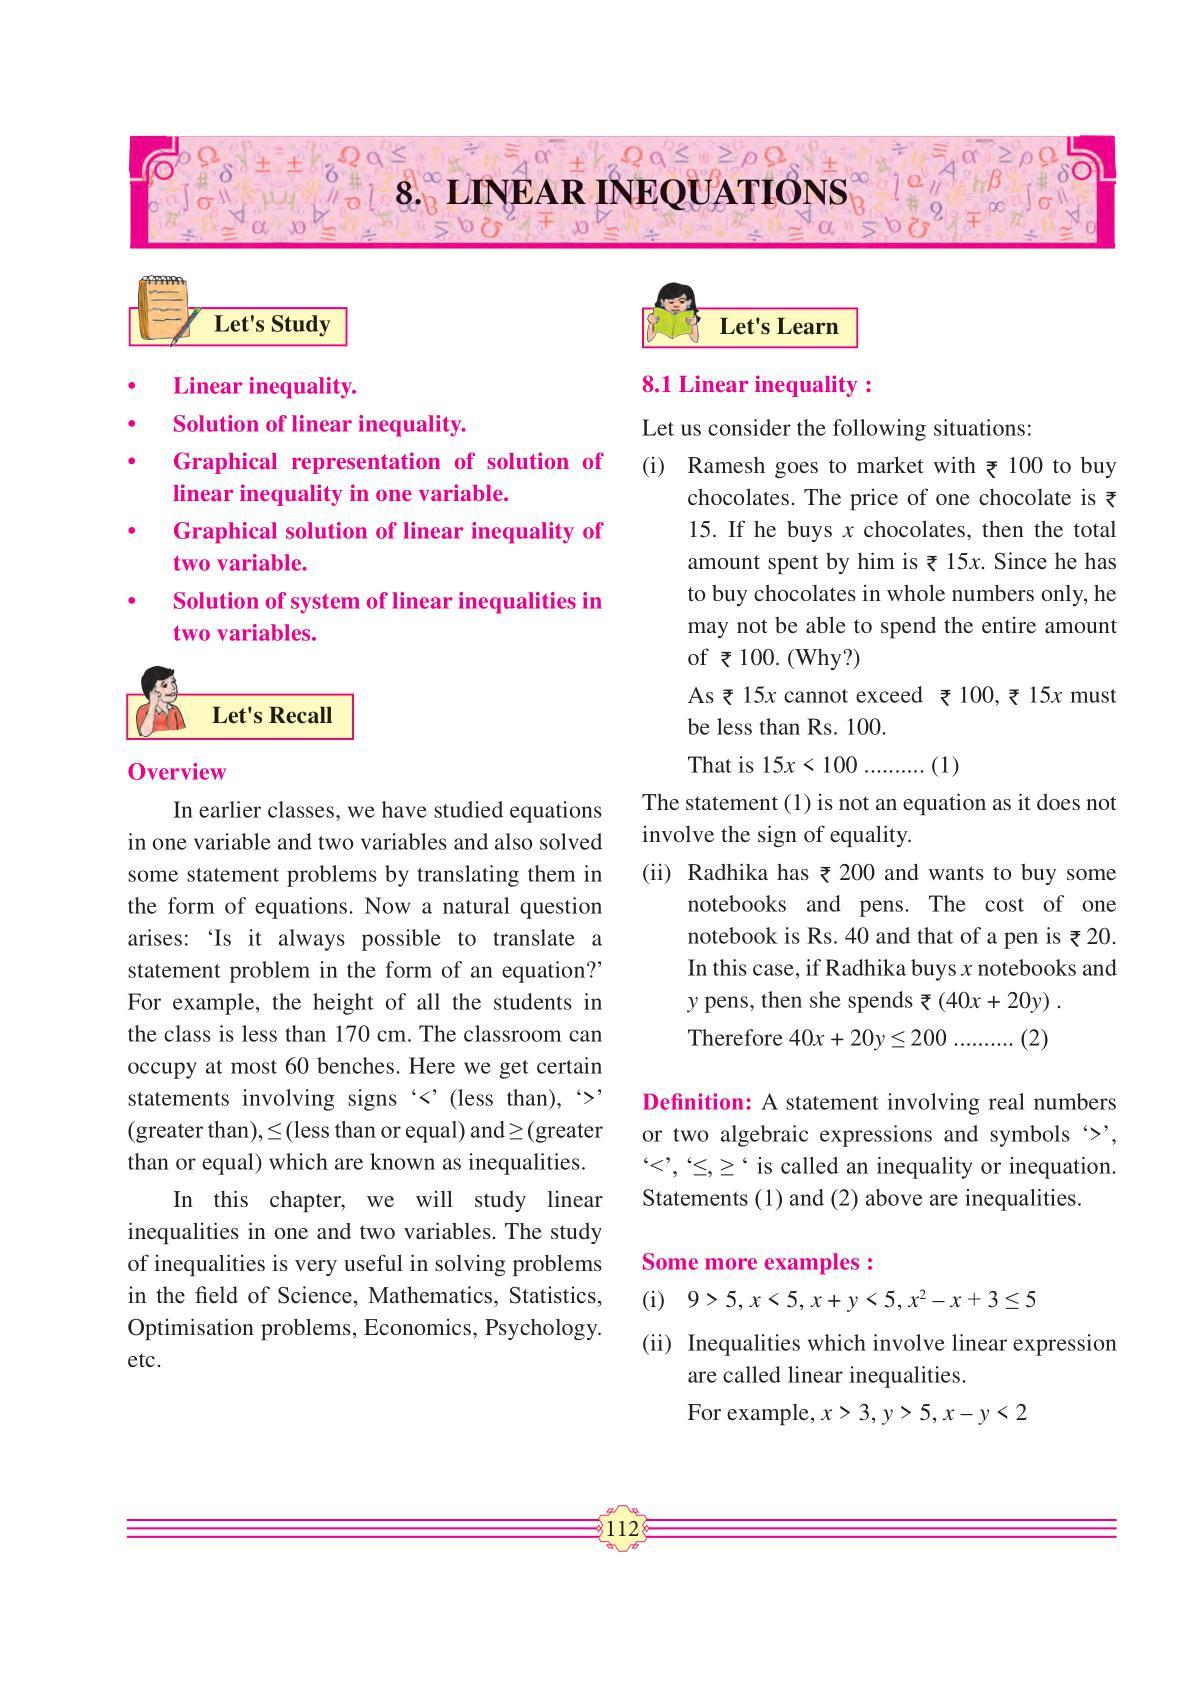 8. LINEAR INEQUATIONS
Let's Study
• Linear inequality.
• Solution of linear inequality.
• Graphical representation of solution of
linear inequality in one variable.
• Graphical solution of linear inequality of
two variable.
• Solution of system of linear inequalities in
two variables.
Let's Recall
Overview
In earlier classes, we have studied equations
in one variable and two variables and also solved
some statement problems by translating them in
the form of equations. Now a natural question
arises: ‘Is it always possible to translate a
statement problem in the form of an equation?’
For example, the height of all the students in
the class is less than 170 cm. The classroom can
occupy at most 60 benches. Here we get certain
statements involving signs ‘<’ (less than), ‘>’
(greater than), ≤ (less than or equal) and ≥ (greater
than or equal) which are known as inequalities.
In this chapter, we will study linear
inequalities in one and two variables. The study
of inequalities is very useful in solving problems
in the field of Science, Mathematics, Statistics,
Optimisation problems, Economics, Psychology.
etc.
Let's Learn
8.1 Linear inequality :
Let us consider the following situations:
(i) Ramesh goes to market with ₹ 100 to buy
chocolates. The price of one chocolate is ₹
15. If he buys x chocolates, then the total
amount spent by him is ₹ 15x. Since he has
to buy chocolates in whole numbers only, he
may not be able to spend the entire amount
of ₹ 100. (Why?)
As ₹ 15x cannot exceed ₹ 100, ₹ 15x must
be less than Rs. 100.
That is 15x < 100 .......... (1)
The statement (1) is not an equation as it does not
involve the sign of equality.
(ii) Radhika has ₹ 200 and wants to buy some
notebooks and pens. The cost of one
notebook is Rs. 40 and that of a pen is ₹ 20.
In this case, if Radhika buys x notebooks and
y pens, then she spends ₹ (40x + 20y) .
Therefore 40x + 20y ≤ 200 .......... (2)
Definition: A statement involving real numbers
or two algebraic expressions and symbols ‘>’,
‘<’, ‘≤, ≥ ‘ is called an inequality or inequation.
Statements (1) and (2) above are inequalities.
Some more examples :
(i) 9 > 5, x < 5, x + y < 5, x² – x + 3 ≤ 5
(ii) Inequalities which involve linear expression
are called linear inequalities.
For example, x > 3, y > 5, x – y < 2
112